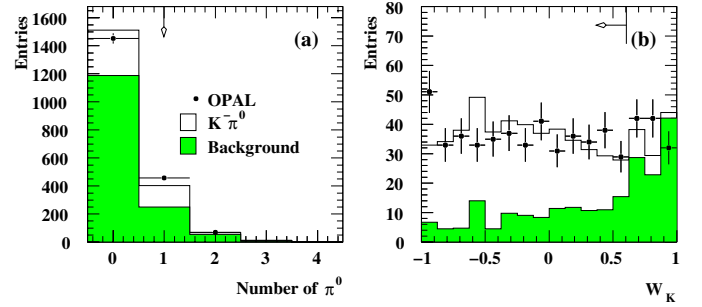 Entries
1600
1400
1200
1000
800
600
400
200
0
(a)
OPAL
K⁻π⁰
Background
0 1 2 3 4
Number of π⁰
Entries
80
70
60
50
40
30
20
10
0
(b)
−1 −0.5 0 0.5 1
W_K